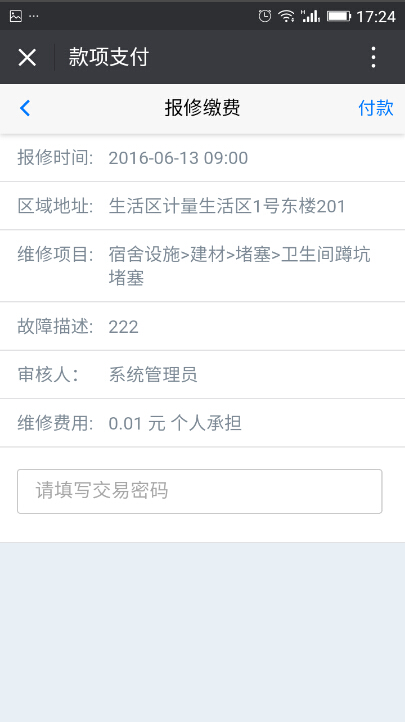 17:24
款项支付
报修缴费
付款
报修时间: 2016-06-13 09:00
区域地址: 生活区计量生活区1号东楼201
维修项目: 宿舍设施>建材>堵塞>卫生间蹲坑
堵塞
故障描述: 222
审核人: 系统管理员
维修费用: 0.01 元 个人承担
请填写交易密码